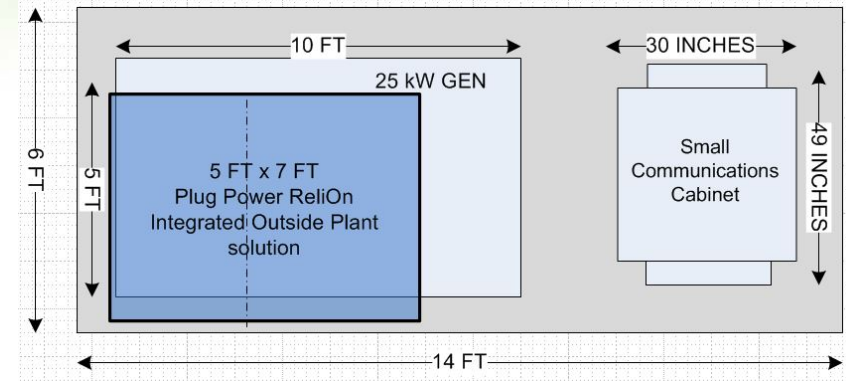 10 FT
30 INCHES
25 kW GEN
6 FT
5 FT
5 FT x 7 FT
Plug Power ReliOn
Integrated Outside Plant
solution
Small
Communications
Cabinet
49 INCHES
14 FT